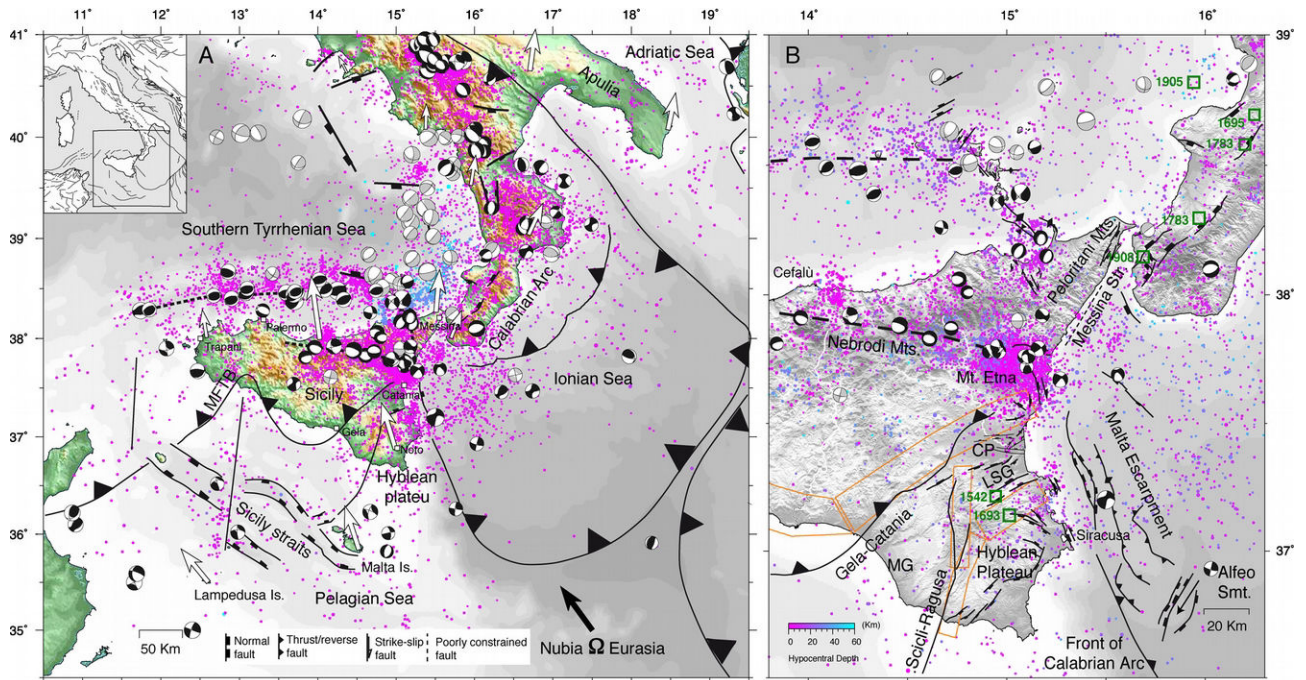 11 12 13 14 15 16 17 18 19
14 15 16
41°
40°
39°
38°
37°
36°
35°
39°
38°
37°
A
Adriatic Sea
Apulia
Southern Tyrrhenian Sea
Calabrian Arc
Messina
Palermo
Trapani
Iohian Sea
MFTB
Sicily
Catania
Gela
Noto
Hyblean
plateu
Sicily straits
Malta Is.
Lampedusa Is.
Pelagian Sea
50 Km
Normal
fault
Thrust/reverse
fault
Strike-slip
fault
Poorly constrained
fault
Nubia Ω Eurasia
B
1905
1695
1783
1783
1908
Cefalù
Peloritani Mts.
Messina Str.
Nebrodi Mts.
Mt. Etna
Malta Escarpment
CP
LSG
1542
1693
Siracusa
Gela-Catania
MG
Hyblean
Plateau
Scicli-Ragusa
Alfeo
Smt.
20 Km
(Km)
0 20 40 60
Hypocentral Depth
Front of
Calabrian Arc